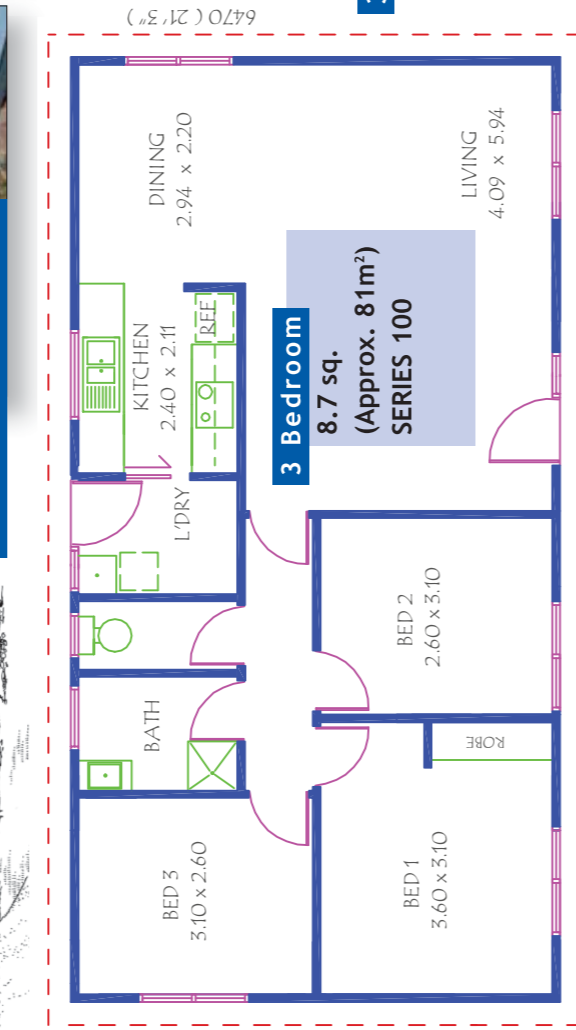 6470 ( 21'3" )
DINING
2.94 x 2.20
LIVING
4.09 x 5.94
KITCHEN
2.40 x 2.11
REF
3 Bedroom
8.7 sq.
(Approx. 81m²)
SERIES 100
L'DRY
BATH
BED 2
2.60 x 3.10
ROBE
BED 3
3.10 x 2.60
BED 1
3.60 x 3.10